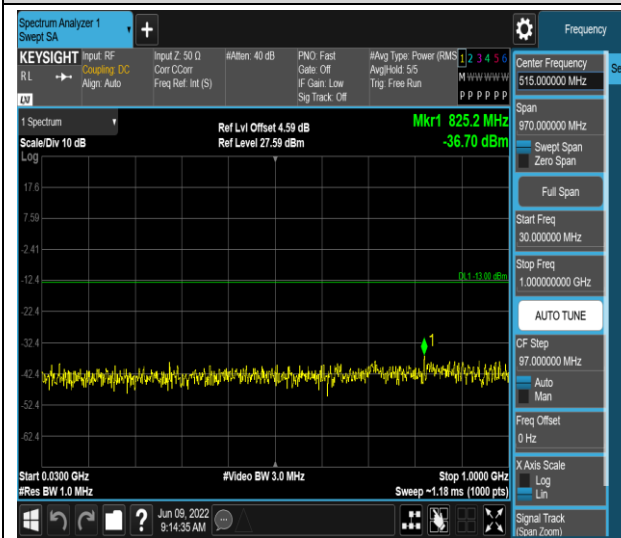 Spectrum Analyzer 1
Swept SA
+
Frequency
KEYSIGHT
RL
LXI
Input: RF
Coupling: DC
Align: Auto
Input Z: 50 Ω
Corr CCorr
Freq Ref: Int (S)
#Atten: 40 dB
PNO: Fast
Gate: Off
IF Gain: Low
Sig Track: Off
#Avg Type: Power (RMS
Avg|Hold: 5/5
Trig: Free Run
1 2 3 4 5 6
M W W W W W
P P P P P P
1 Spectrum
Scale/Div 10 dB
Log
Ref Lvl Offset 4.59 dB
Ref Level 27.59 dBm
Mkr1 825.2 MHz
-36.70 dBm
17.6
7.59
-2.41
-12.4
-22.4
-32.4
-42.4
-52.4
-62.4
DL1 -13.00 dBm
1
Start 0.0300 GHz
#Res BW 1.0 MHz
#Video BW 3.0 MHz
Stop 1.0000 GHz
Sweep ~1.18 ms (1000 pts)
?
Jun 09, 2022
9:14:35 AM
Center Frequency
515.000000 MHz
Se
Span
970.000000 MHz
Swept Span
Zero Span
Full Span
Start Freq
30.000000 MHz
Stop Freq
1.000000000 GHz
AUTO TUNE
CF Step
97.000000 MHz
Auto
Man
Freq Offset
0 Hz
X Axis Scale
Log
Lin
Signal Track
(Span Zoom)